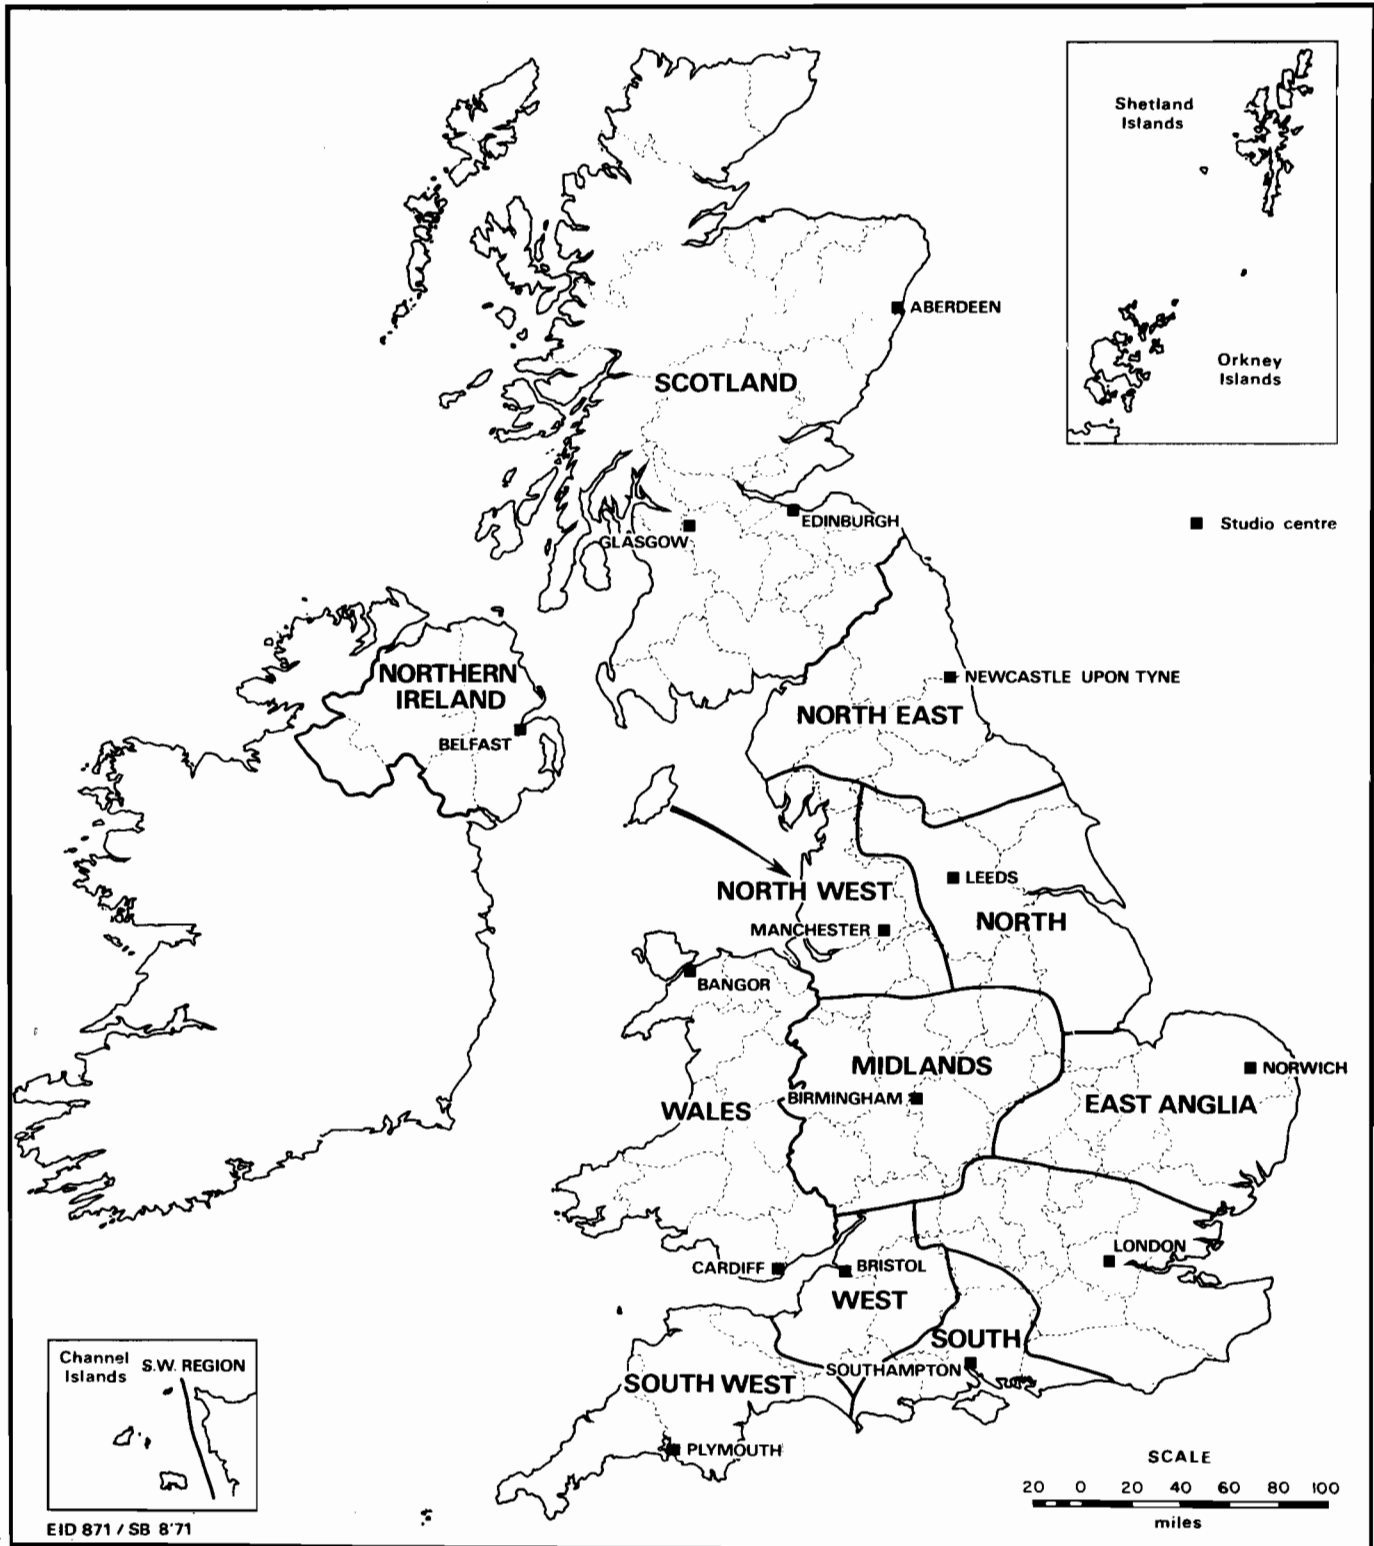 Shetland
Islands
ABERDEEN
Orkney
Islands
SCOTLAND
EDINBURGH
Studio centre
GLASGOW
NORTHERN
IRELAND
BELFAST
NEWCASTLE UPON TYNE
NORTH EAST
LEEDS
NORTH WEST
NORTH
MANCHESTER
BANGOR
MIDLANDS
NORWICH
BIRMINGHAM
EAST ANGLIA
WALES
LONDON
CARDIFF
BRISTOL
WEST
SOUTH
SOUTHAMPTON
SOUTH WEST
PLYMOUTH
Channel
Islands
S.W. REGION
SCALE
20 0 20 40 60 80 100
miles
EID 871 / SB 8'71